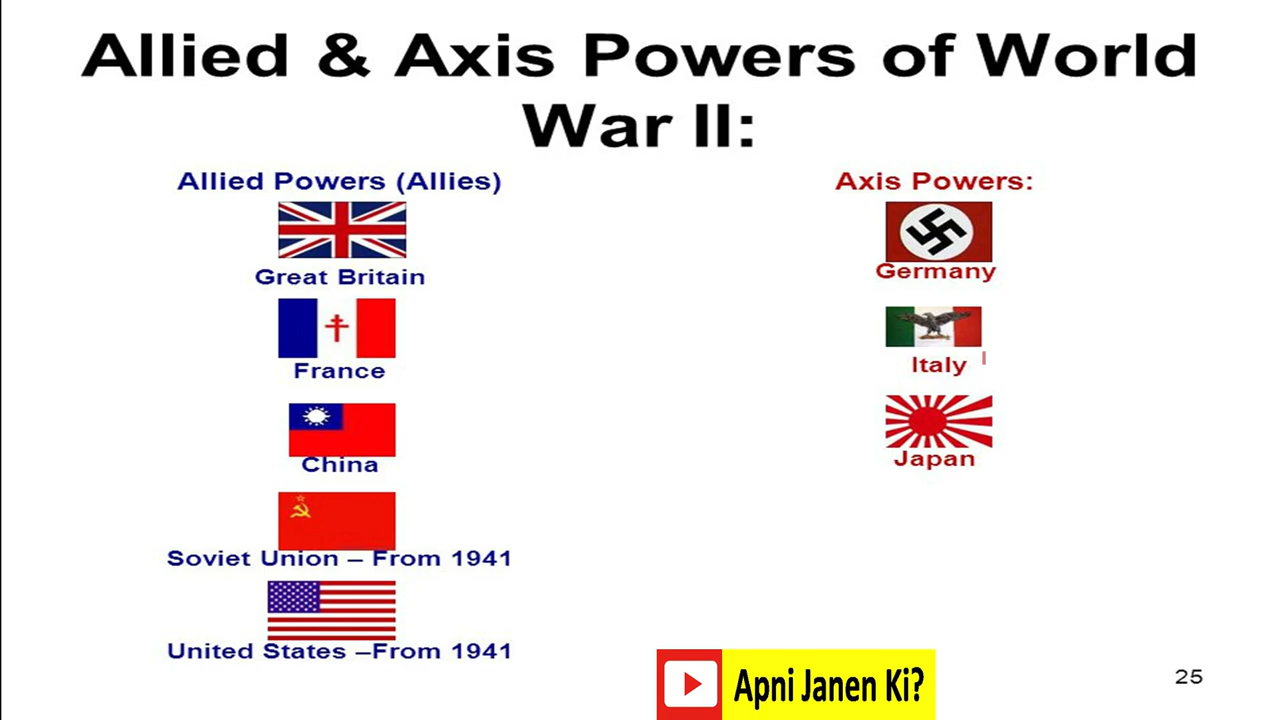 Allied & Axis Powers of World
War II:
Allied Powers (Allies)
Great Britain
France
China
Soviet Union – From 1941
United States –From 1941
Axis Powers:
Germany
Italy
Japan
Apni Janen Ki?
25